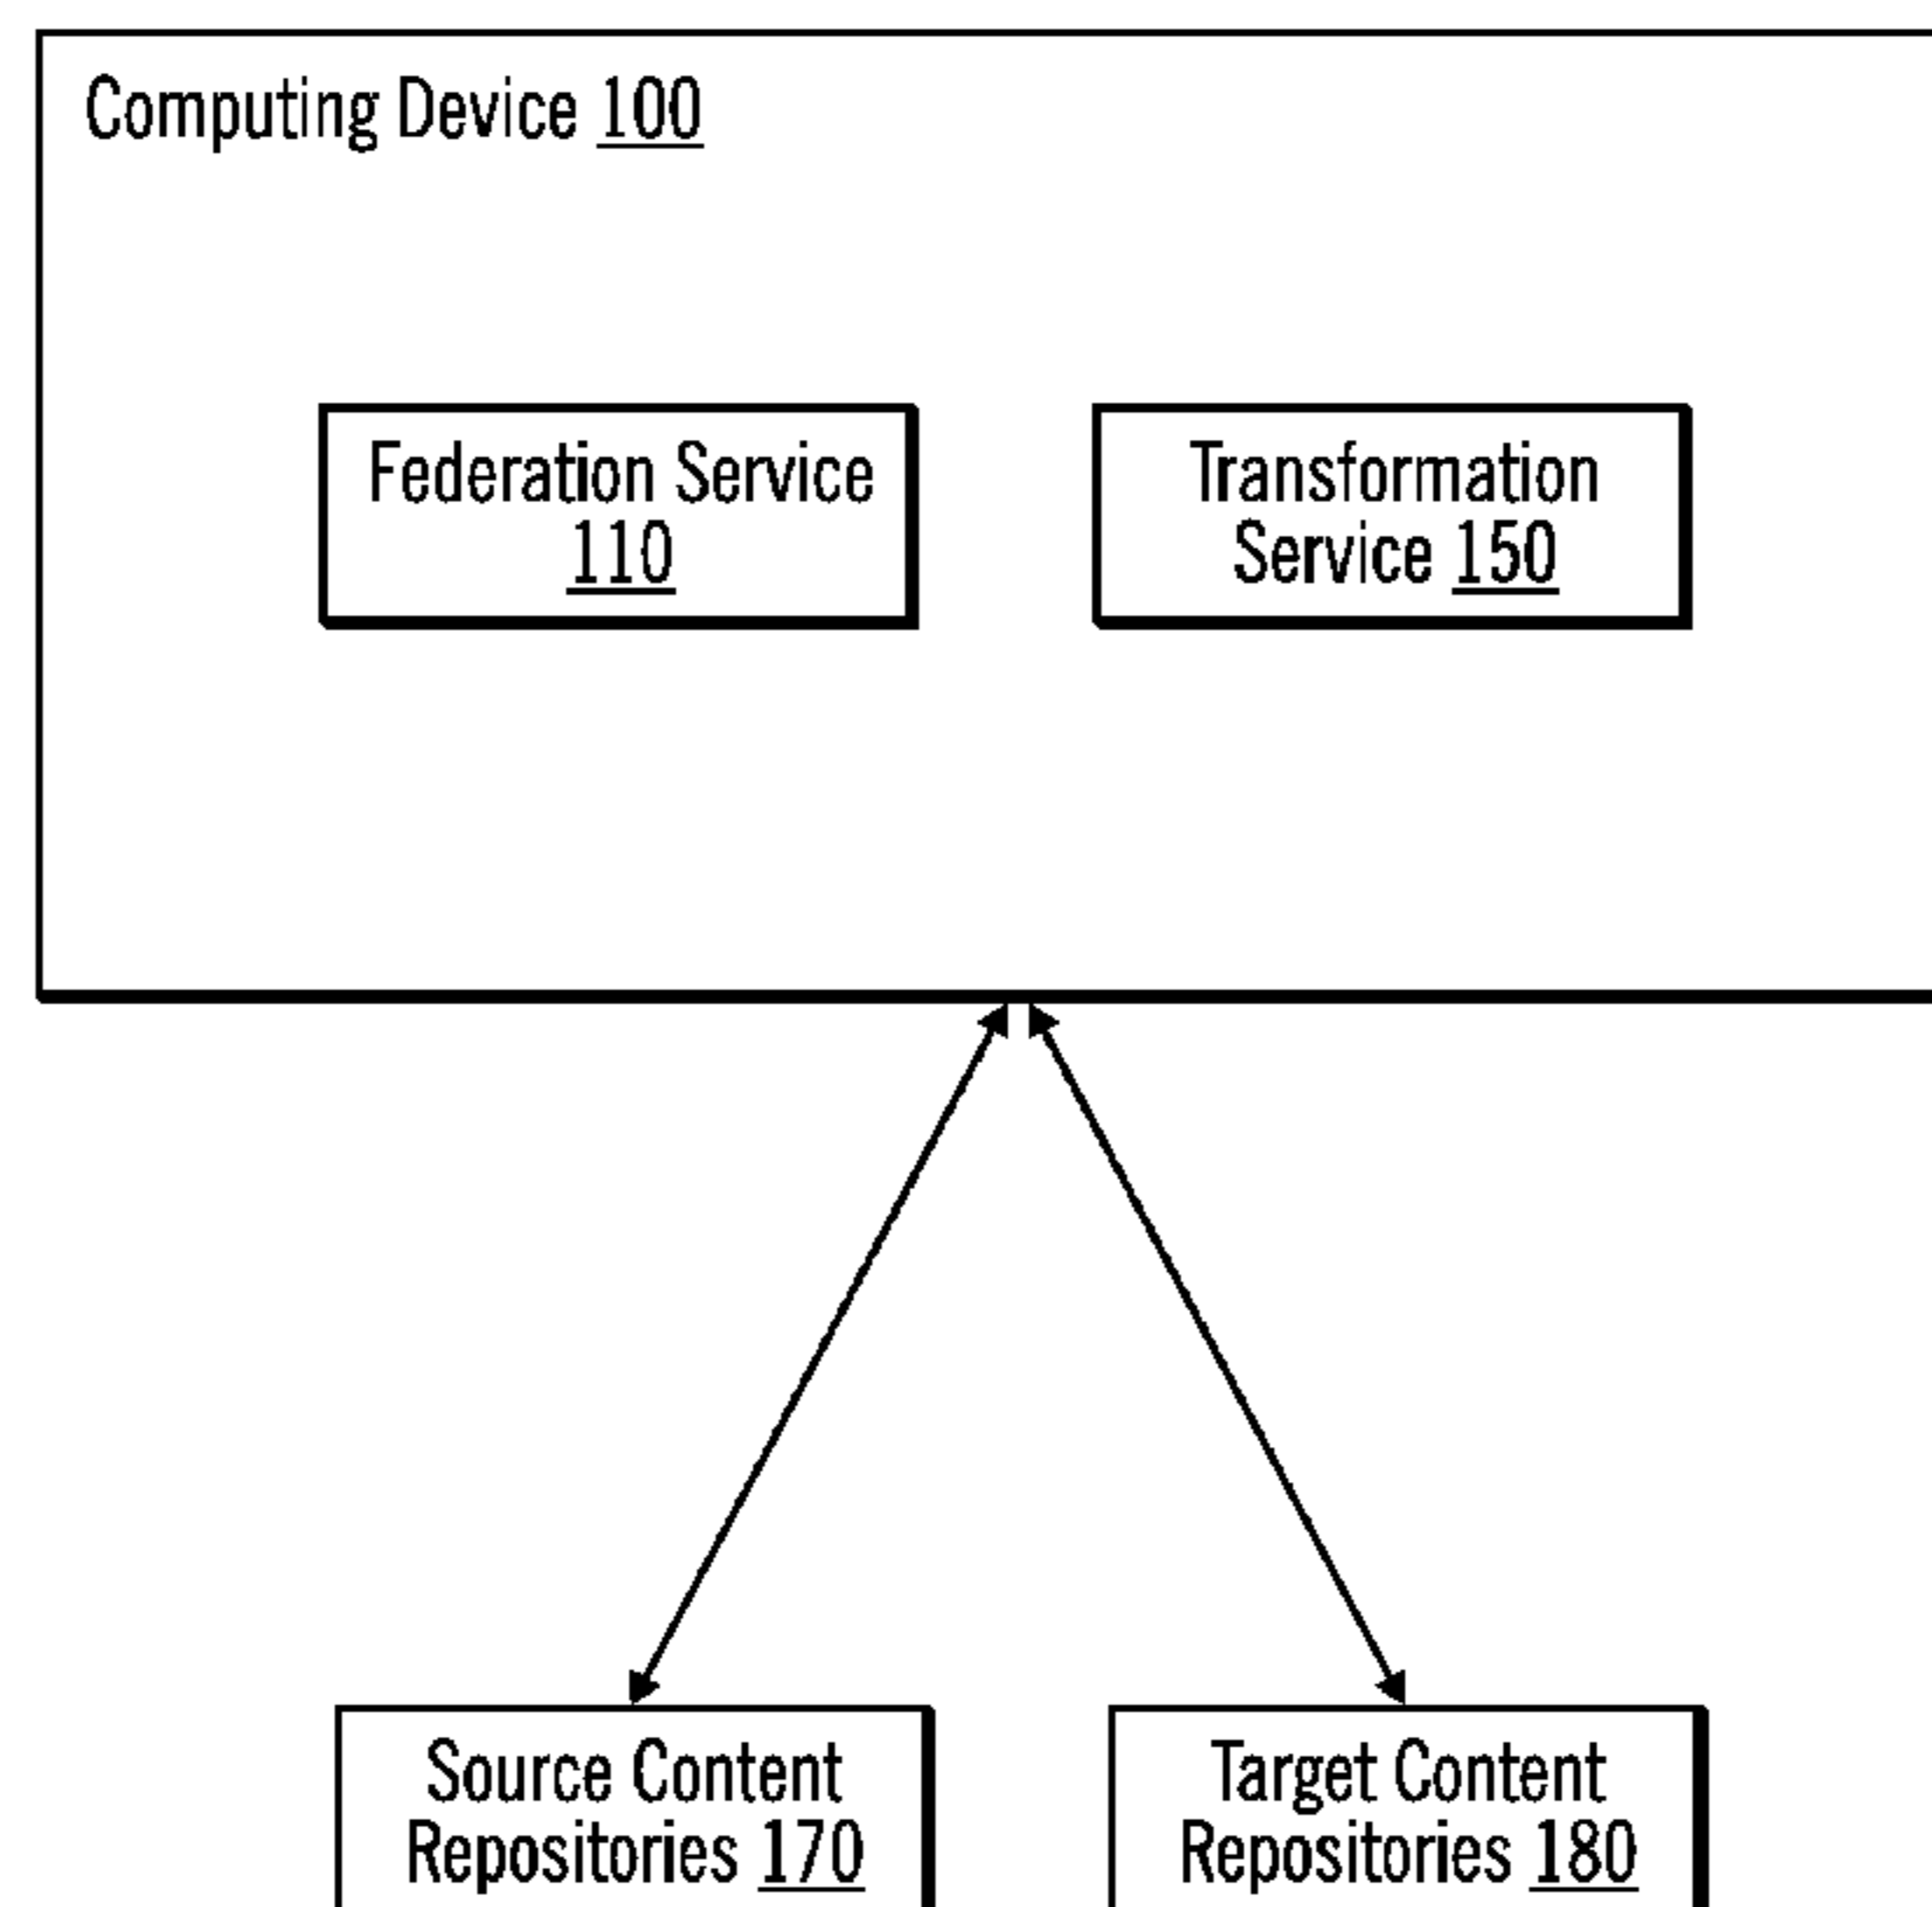 Computing Device 100
Federation Service
110
Transformation
Service 150
Source Content
Repositories 170
Target Content
Repositories 180